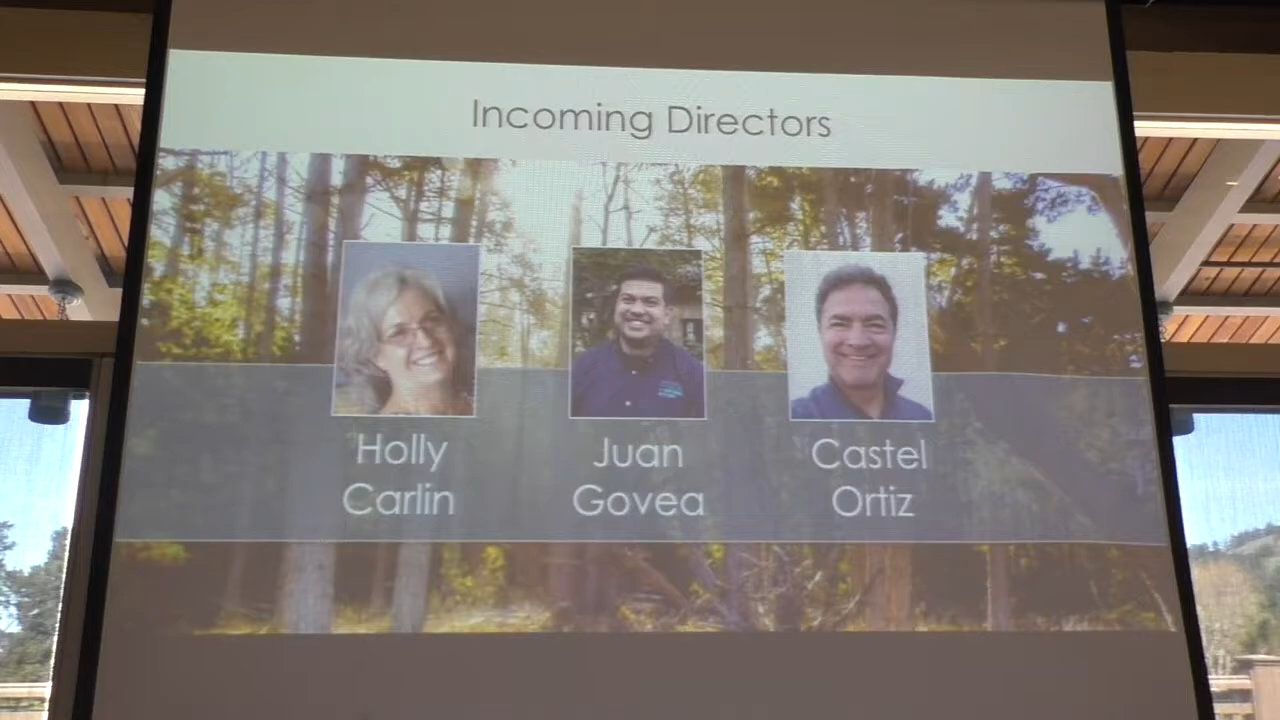 Incoming Directors
Holly
Carlin
Juan
Govea
Castel
Ortiz